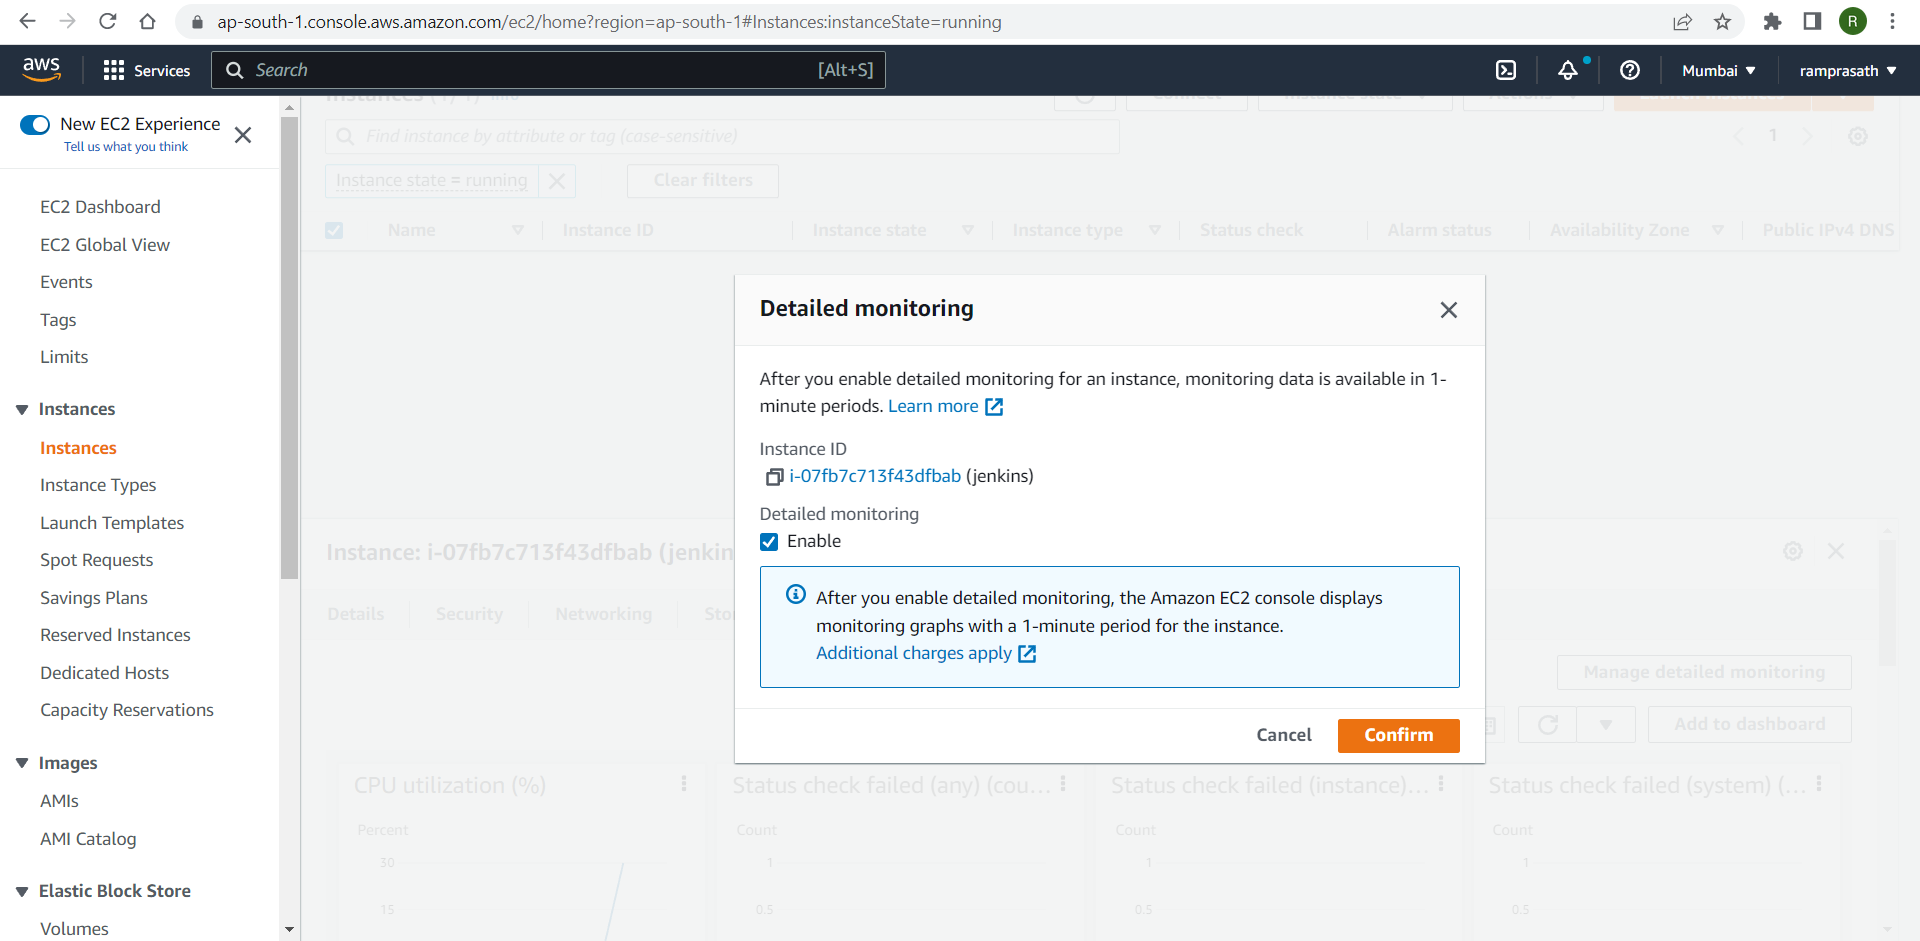 ap-south-1.console.aws.amazon.com/ec2/home?region=ap-south-1#Instances:instanceState=running
R
aws
Services
Search
[Alt+S]
Mumbai
ramprasath
New EC2 Experience
Tell us what you think
EC2 Dashboard
EC2 Global View
Events
Tags
Limits
Instances
Instances
Instance Types
Launch Templates
Spot Requests
Savings Plans
Reserved Instances
Dedicated Hosts
Capacity Reservations
Images
AMIs
AMI Catalog
Elastic Block Store
Volumes
Find instance by attribute or tag (case-sensitive)
1
Instance state = running
Clear filters
Name
Instance ID
Instance state
Instance type
Status check
Alarm status
Availability Zone
Public IPv4 DNS
Detailed monitoring
After you enable detailed monitoring for an instance, monitoring data is available in 1-
minute periods. Learn more
Instance ID
i-07fb7c713f43dfbab (jenkins)
Detailed monitoring
Enable
After you enable detailed monitoring, the Amazon EC2 console displays
monitoring graphs with a 1-minute period for the instance.
Additional charges apply
Cancel
Confirm
Instance: i-07fb7c713f43dfbab (jenkin
Details
Security
Networking
Sto
Manage detailed monitoring
Add to dashboard
CPU utilization (%)
Percent
30
15
Status check failed (any) (cou...
Count
1
0.5
Status check failed (instance)...
Count
1
0.5
Status check failed (system) (...
Count
1
0.5